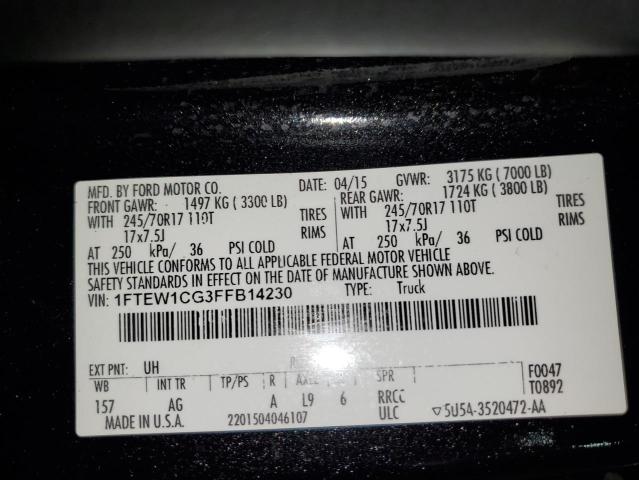 MFD. BY FORD MOTOR CO. DATE: 04/15 GVWR: 3175 KG ( 7000 LB)
FRONT GAWR: 1497 KG ( 3300 LB) REAR GAWR: 1724 KG ( 3800 LB)
WITH 245/70R17 110T TIRES WITH 245/70R17 110T TIRES
17x7.5J RIMS 17x7.5J RIMS
AT 250 kPa/ 36 PSI COLD AT 250 kPa/ 36 PSI COLD
THIS VEHICLE CONFORMS TO ALL APPLICABLE FEDERAL MOTOR VEHICLE
SAFETY STANDARDS IN EFFECT ON THE DATE OF MANUFACTURE SHOWN ABOVE.
VIN: 1FTEW1CG3FFB14230 TYPE: Truck
EXT PNT: UH F0047
WB INT TR TP/PS R AXLE SPR T0892
157 AG A L9 6 RRCC
MADE IN U.S.A. 2201504046107 ULC ▽5U5A-3520472-AA